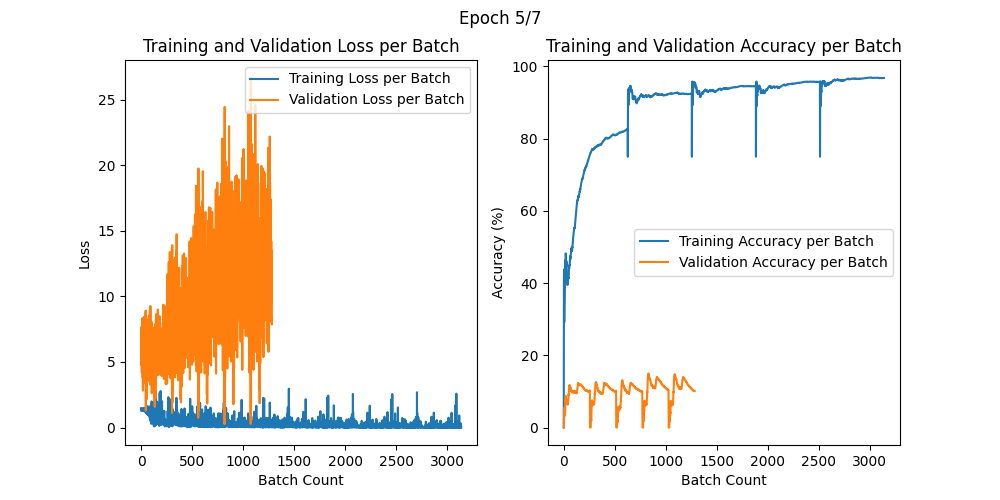 Epoch 5/7
Training and Validation Loss per Batch
Training Loss per Batch
Validation Loss per Batch
25
20
15
10
5
0
Loss
0 500 1000 1500 2000 2500 3000
Batch Count
Training and Validation Accuracy per Batch
100
80
60
40
20
0
Accuracy (%)
Training Accuracy per Batch
Validation Accuracy per Batch
0 500 1000 1500 2000 2500 3000
Batch Count